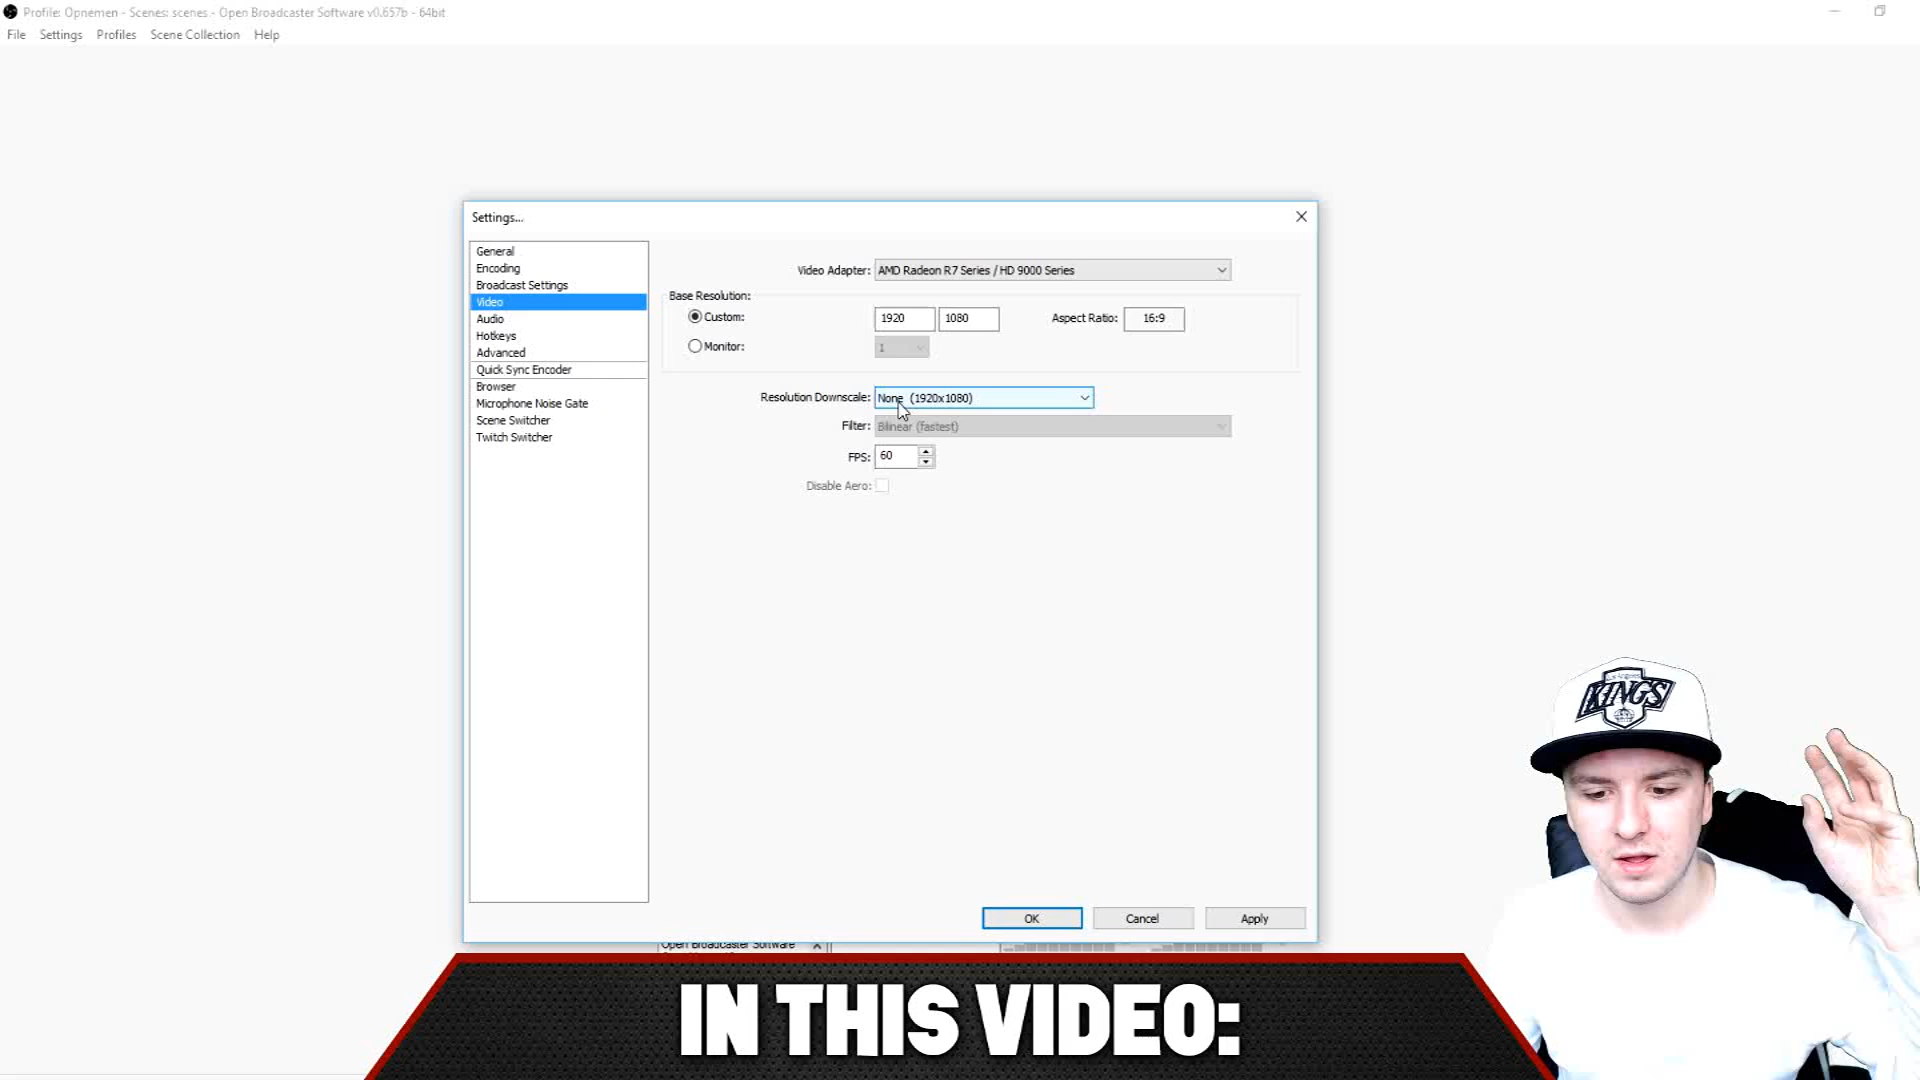 Profile: Opnemen - Scenes: scenes - Open Broadcaster Software v0.657b - 64bit
File Settings Profiles Scene Collection Help
Settings...
General
Encoding
Broadcast Settings
Video
Audio
Hotkeys
Advanced
Quick Sync Encoder
Browser
Microphone Noise Gate
Scene Switcher
Twitch Switcher
Video Adapter: AMD Radeon R7 Series / HD 9000 Series
Base Resolution:
Custom: 1920 1080 Aspect Ratio: 16:9
Monitor: 1
Resolution Downscale: None (1920x1080)
Filter: Bilinear (fastest)
FPS: 60
Disable Aero:
OK Cancel Apply
Open Broadcaster Software
Los Angeles
KINGS
IN THIS VIDEO: